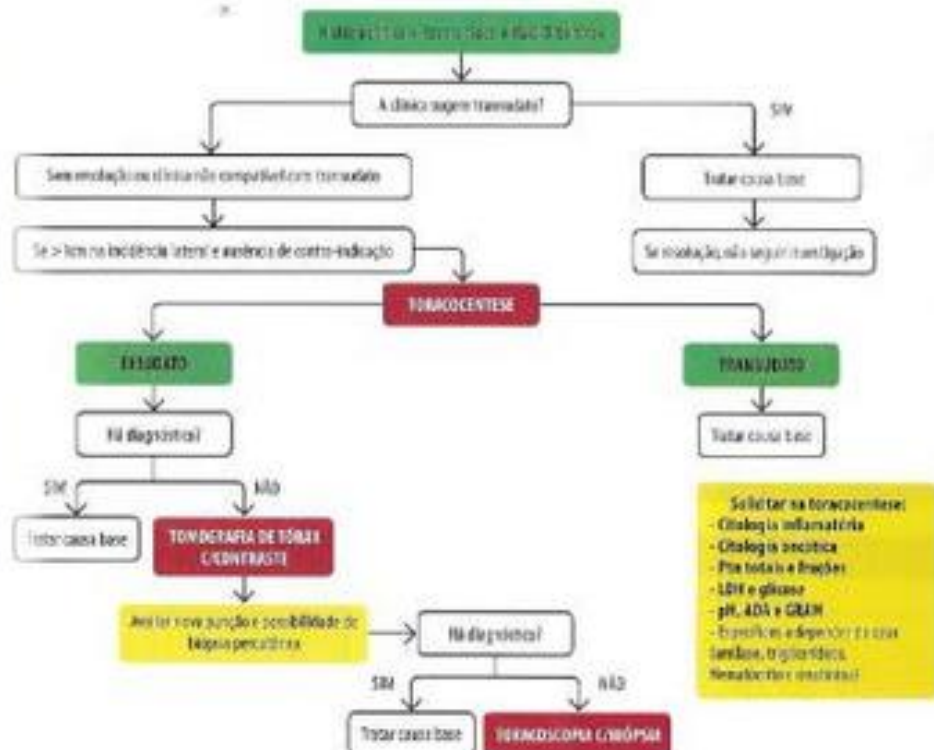 A clínica sugere transudato?
SIM
Sem resolução ou clínica não compatível com transudato
Tratar causa base
Se > 1cm na incidência lateral e ausência de contra-indicação
Se resolução, não seguir investigação
TORACOCENTESE
EXSUDATO
TRANSUDATO
Há diagnóstico?
Tratar causa base
SIM
NÃO
Tratar causa base
TOMOGRAFIA DE TÓRAX
C/CONTRASTE
Solicitar na toracocentese:
- Citologia inflamatória
- Citologia oncótica
- Ptn totais e frações
- LDH e glicose
- pH, ADA e GRAM
- Específicos a depender do caso
Avaliar nova punção e possibilidade de
biópsia percutânea
Há diagnóstico?
SIM
NÃO
Tratar causa base
TORACOSCOPIA C/BIÓPSIA